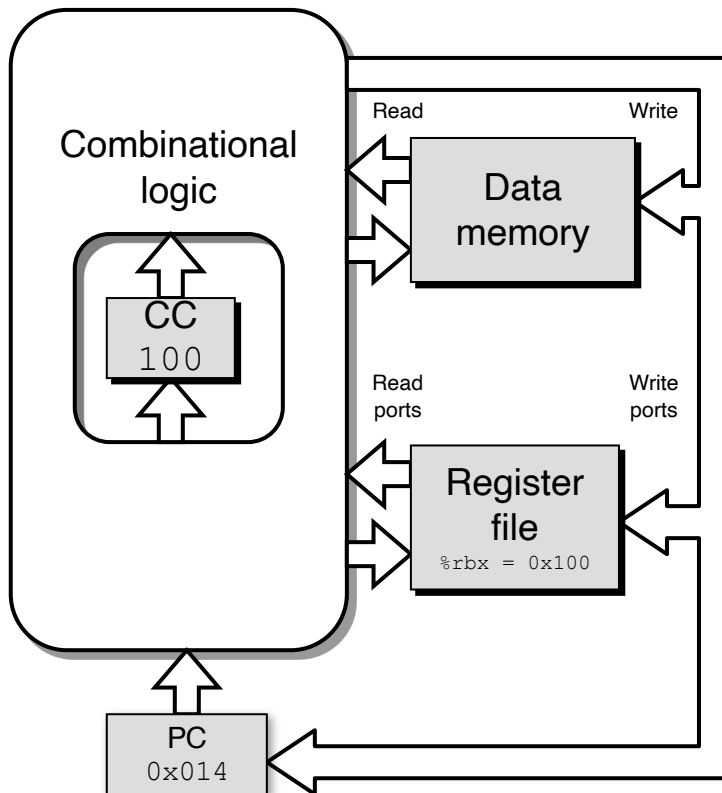 Combinational
logic
CC
100
Read
Write
Data
memory
Read
ports
Write
ports
Register
file
%rbx = 0x100
PC
0x014